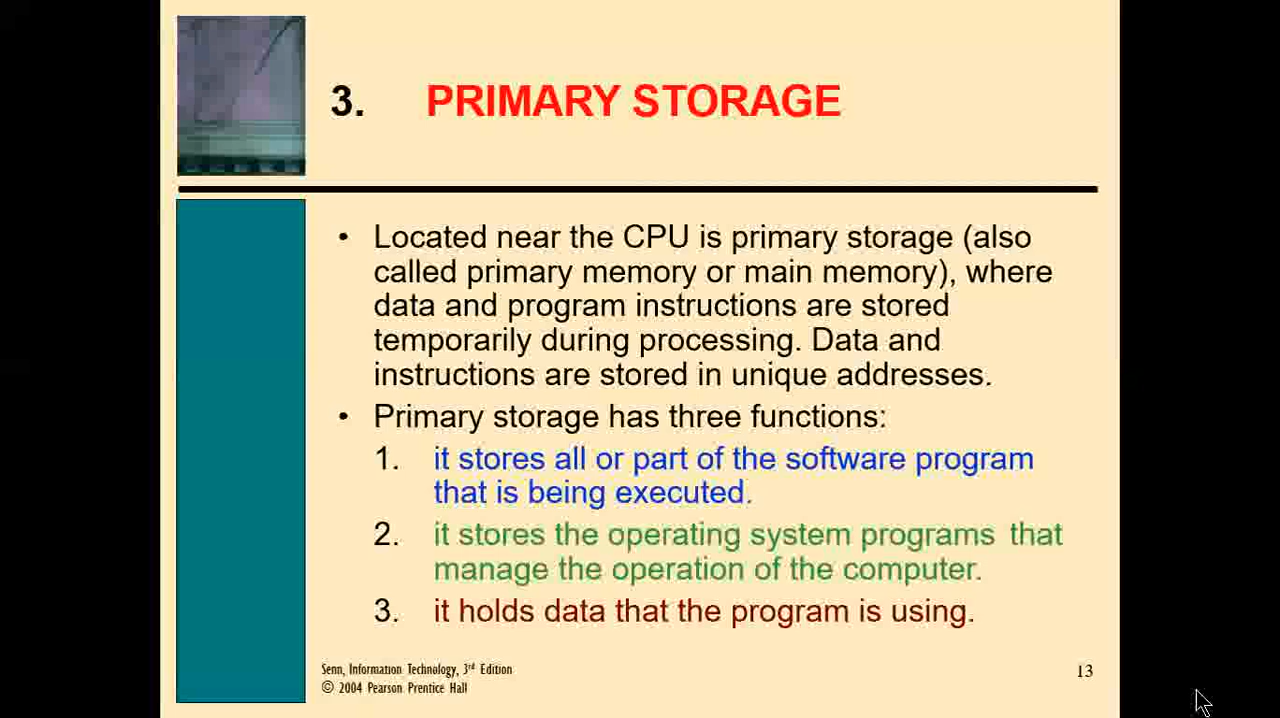 3. PRIMARY STORAGE
• Located near the CPU is primary storage (also
called primary memory or main memory), where
data and program instructions are stored
temporarily during processing. Data and
instructions are stored in unique addresses.
• Primary storage has three functions:
1. it stores all or part of the software program
that is being executed.
2. it stores the operating system programs that
manage the operation of the computer.
3. it holds data that the program is using.
Senn, Information Technology, 3rd Edition
© 2004 Pearson Prentice Hall
13